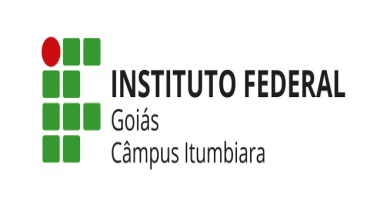 INSTITUTO FEDERAL
Goiás
Câmpus Itumbiara